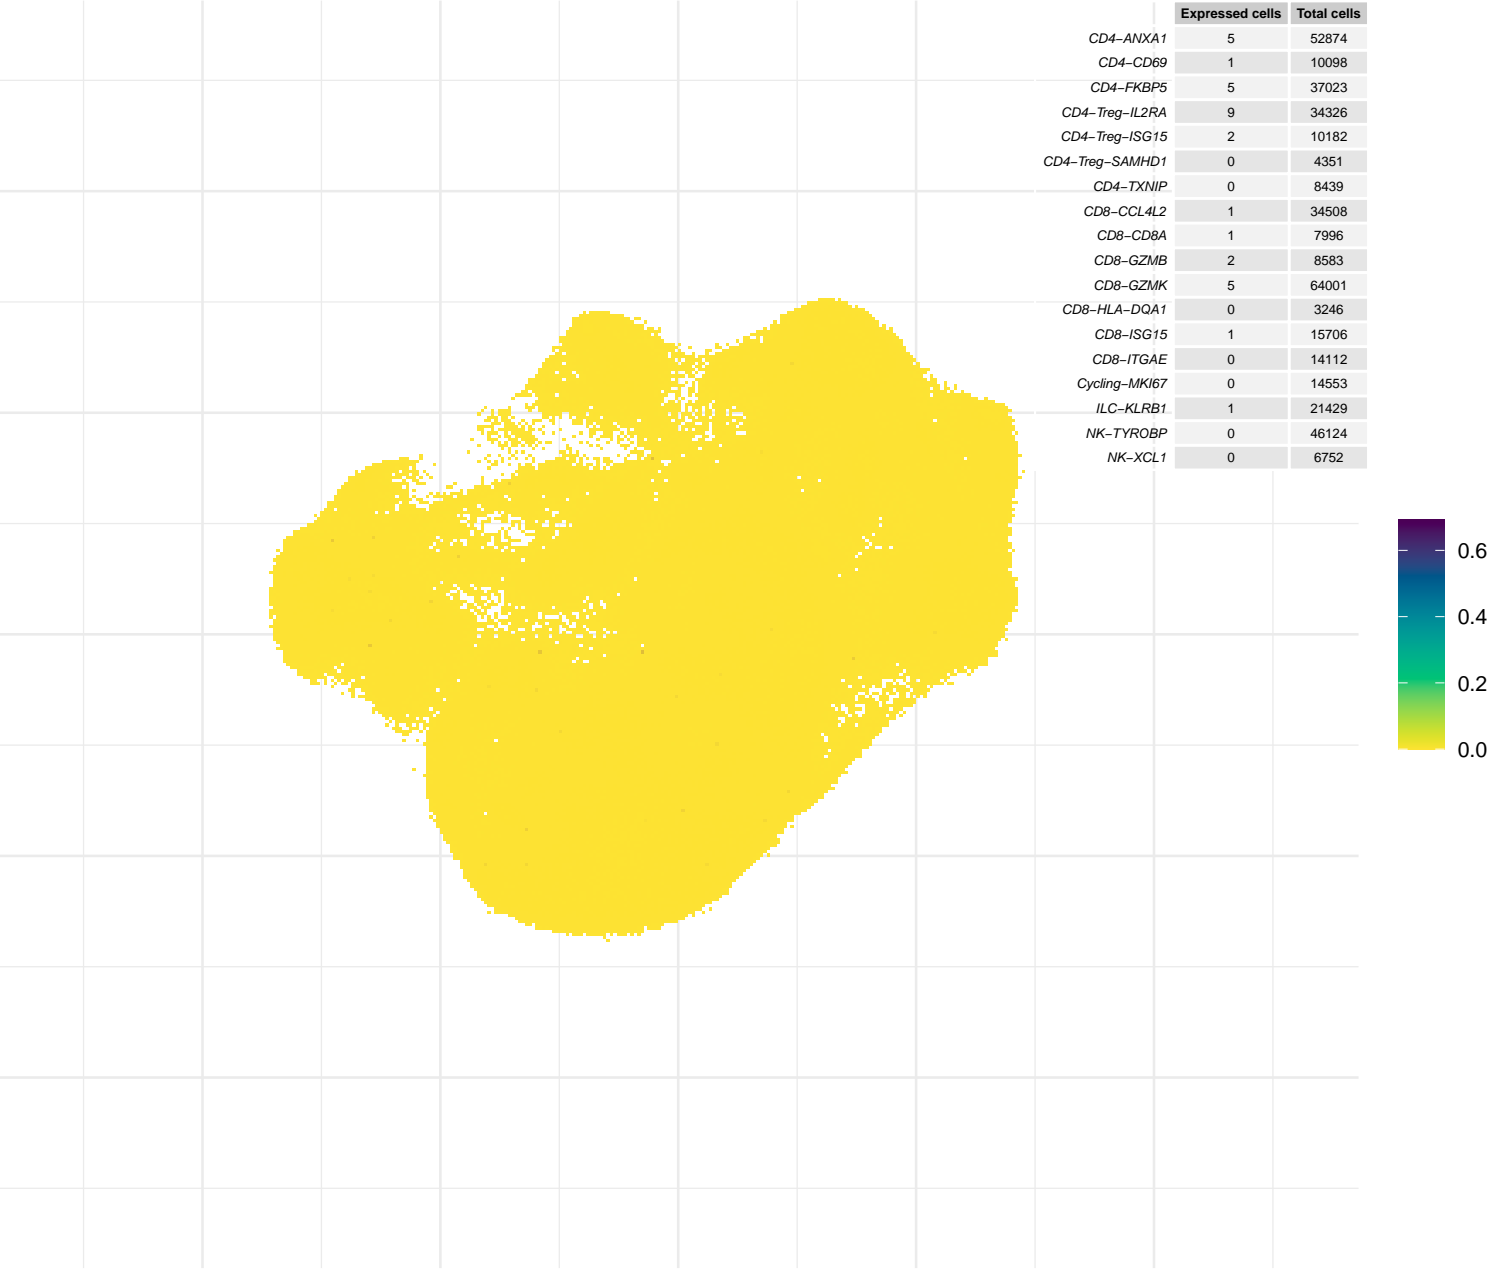 Expressed cells Total cells
CD4−ANXA1 5 52874
CD4−CD69 1 10098
CD4−FKBP5 5 37023
CD4−Treg−IL2RA 9 34326
CD4−Treg−ISG15 2 10182
CD4−Treg−SAMHD1 0 4351
CD4−TXNIP 0 8439
CD8−CCL4L2 1 34508
CD8−CD8A 1 7996
CD8−GZMB 2 8583
CD8−GZMK 5 64001
CD8−HLA−DQA1 0 3246
CD8−ISG15 1 15706
CD8−ITGAE 0 14112
Cycling−MKI67 0 14553
ILC−KLRB1 1 21429
NK−TYROBP 0 46124
NK−XCL1 0 6752
0.6
0.4
0.2
0.0